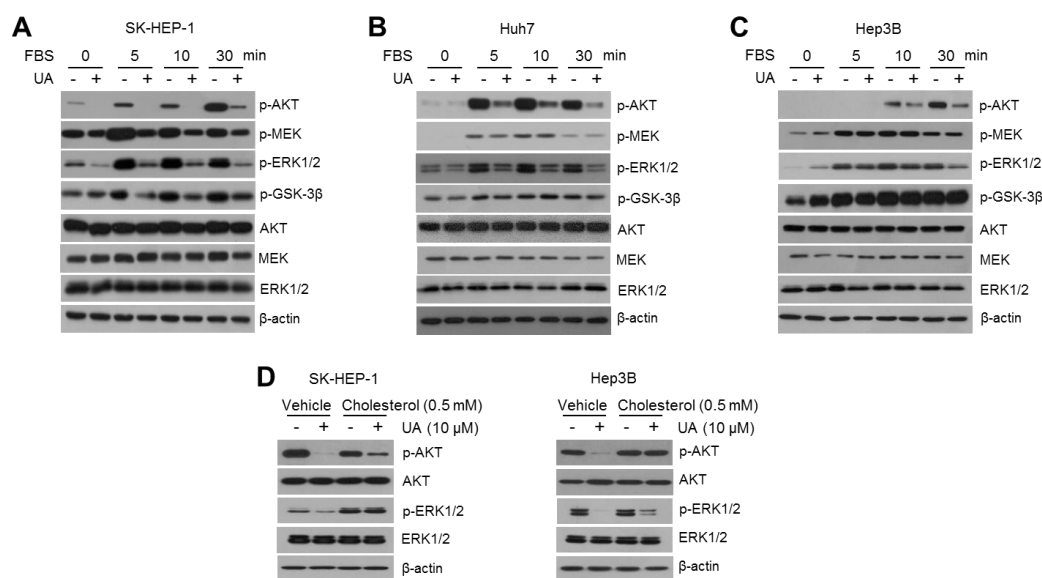 A
SK-HEP-1
FBS 0 5 10 30 min
UA - + - + - + - +
p-AKT
p-MEK
p-ERK1/2
p-GSK-3β
AKT
MEK
ERK1/2
β-actin
B
Huh7
FBS 0 5 10 30 min
UA - + - + - + - +
p-AKT
p-MEK
p-ERK1/2
p-GSK-3β
AKT
MEK
ERK1/2
β-actin
C
Hep3B
FBS 0 5 10 30 min
UA - + - + - + - +
p-AKT
p-MEK
p-ERK1/2
p-GSK-3β
AKT
MEK
ERK1/2
β-actin
D
SK-HEP-1
Vehicle Cholesterol (0.5 mM)
- + - + UA (10 μM)
p-AKT
AKT
p-ERK1/2
ERK1/2
β-actin
Hep3B
Vehicle Cholesterol (0.5 mM)
- + - + UA (10 μM)
p-AKT
AKT
p-ERK1/2
ERK1/2
β-actin